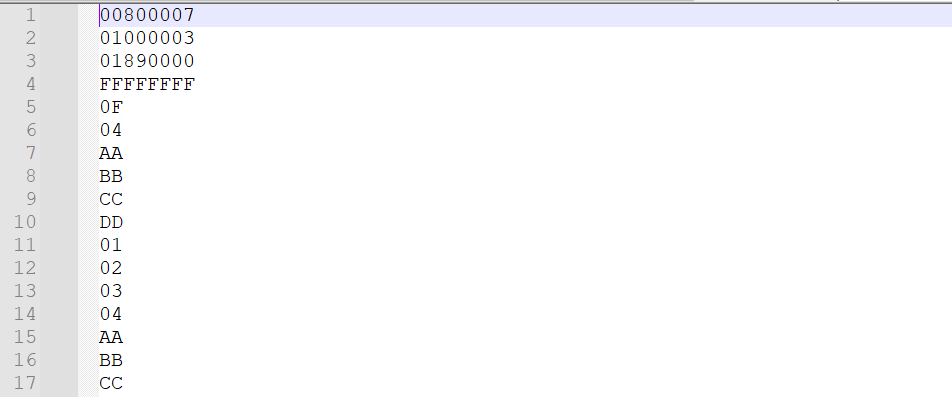 1 00800007
2 01000003
3 01890000
4 FFFFFFFF
5 0F
6 04
7 AA
8 BB
9 CC
10 DD
11 01
12 02
13 03
14 04
15 AA
16 BB
17 CC